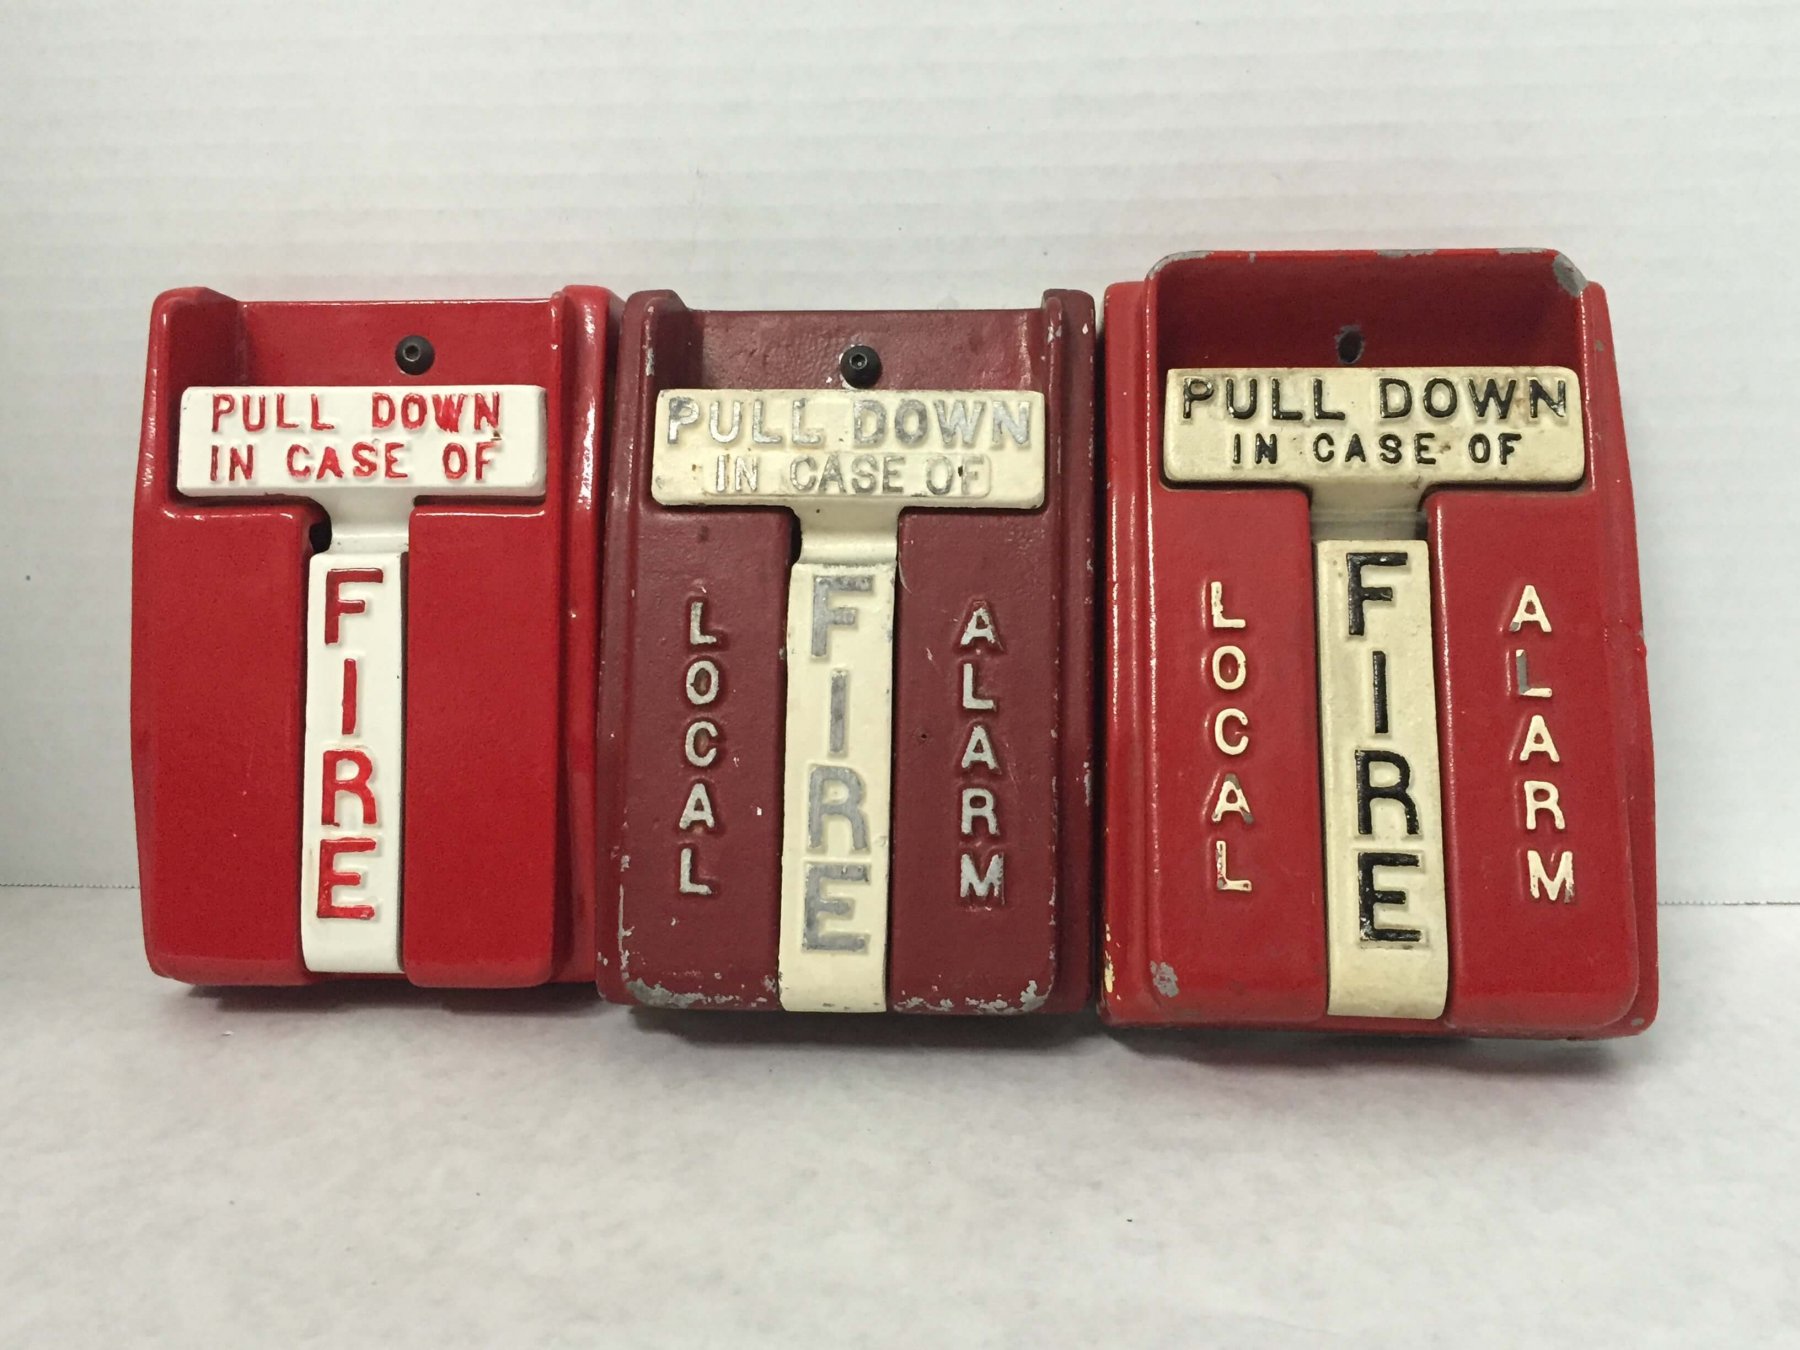 PULL DOWN
IN CASE OF
FIRE
PULL DOWN
IN CASE OF
LOCAL
FIRE
ALARM
PULL DOWN
IN CASE OF
LOCAL
FIRE
ALARM